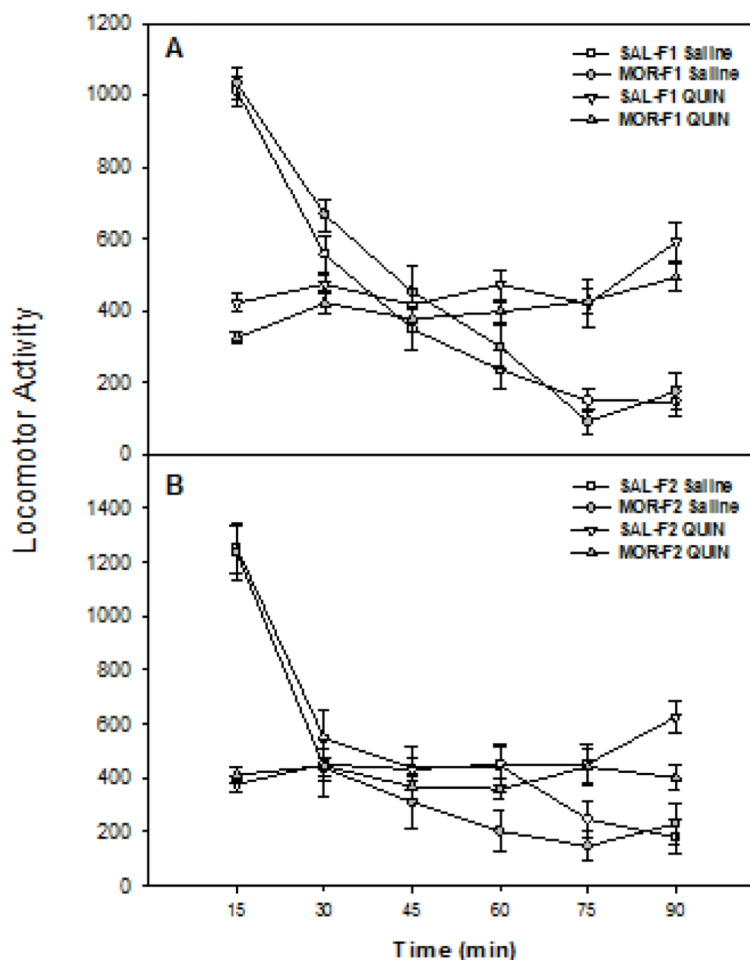 A
SAL-F1 Saline
MOR-F1 Saline
SAL-F1 QUIN
MOR-F1 QUIN
1200
1000
800
600
400
200
0
Locomotor Activity
B
SAL-F2 Saline
MOR-F2 Saline
SAL-F2 QUIN
MOR-F2 QUIN
1400
1200
1000
800
600
400
200
0
15 30 45 60 75 90
Time (min)